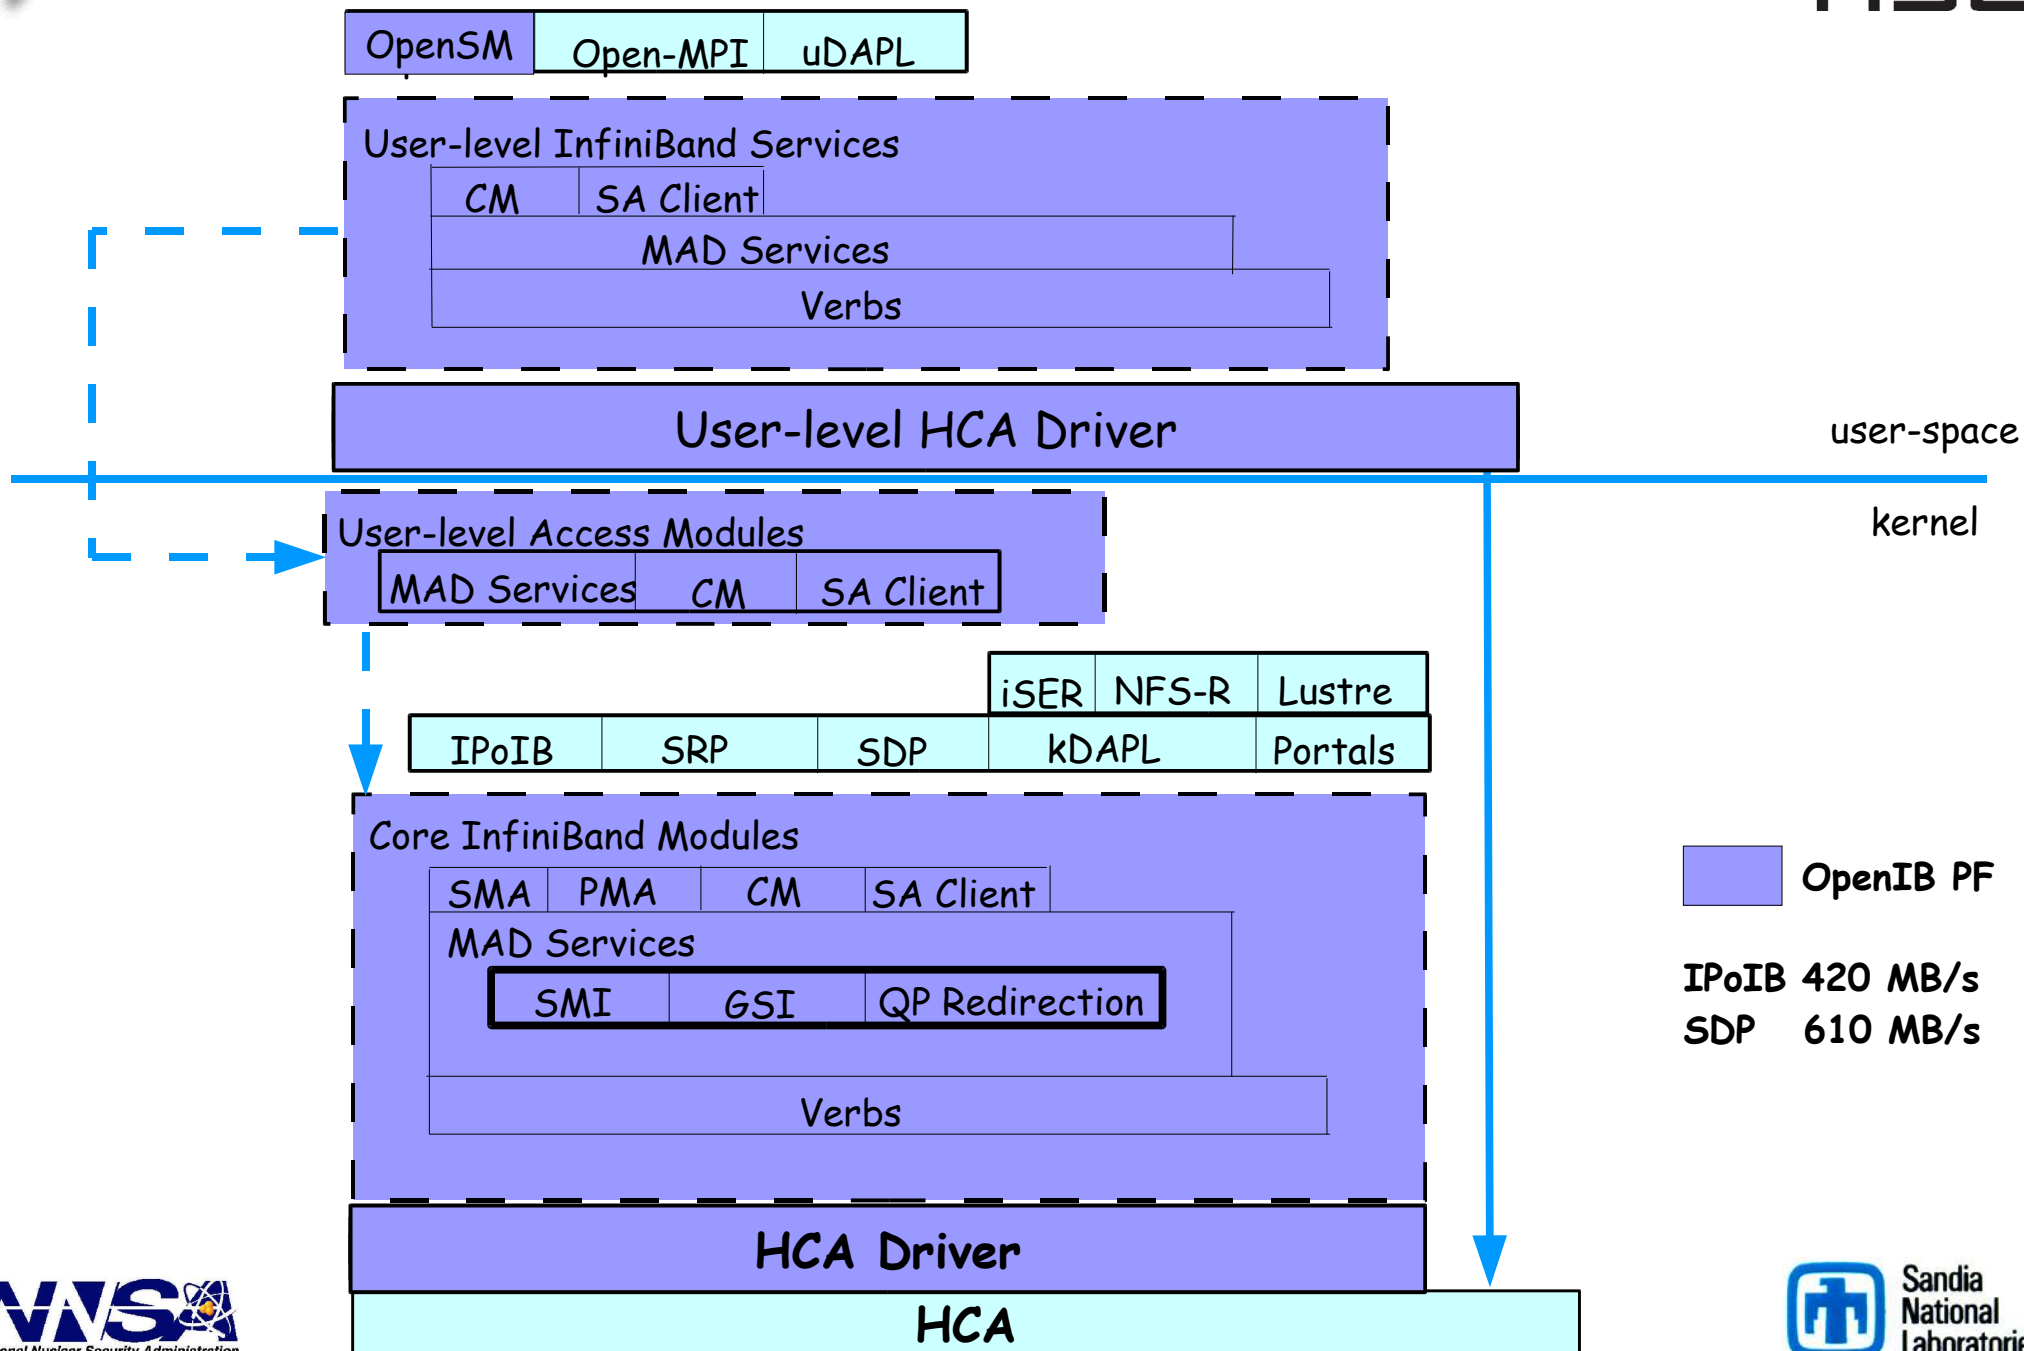 OpenSM Open-MPI uDAPL
User-level InfiniBand Services
CM SA Client
MAD Services
Verbs
User-level HCA Driver
user-space
kernel
User-level Access Modules
MAD Services CM SA Client
iSER NFS-R Lustre
IPoIB SRP SDP kDAPL Portals
Core InfiniBand Modules
SMA PMA CM SA Client
MAD Services
SMI GSI QP Redirection
Verbs
OpenIB PF
IPoIB 420 MB/s
SDP 610 MB/s
HCA Driver
HCA
Nuclear Security Administration
Sandia
National